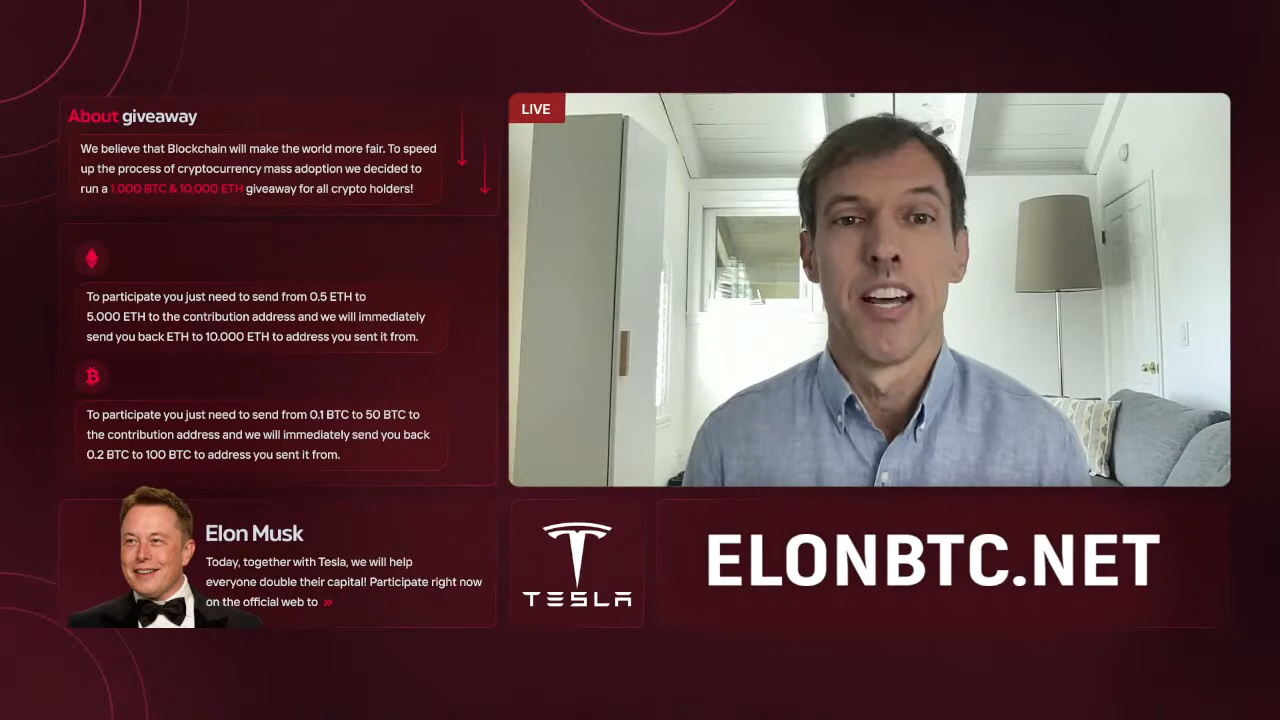 About giveaway
We believe that Blockchain will make the world more fair. To speed
up the process of cryptocurrency mass adoption we decided to
run a 1,000 BTC & 10,000 ETH giveaway for all crypto holders!
To participate you just need to send from 0.5 ETH to
5.000 ETH to the contribution address and we will immediately
send you back ETH to 10.000 ETH to address you sent it from.
To participate you just need to send from 0.1 BTC to 50 BTC to
the contribution address and we will immediately send you back
0.2 BTC to 100 BTC to address you sent it from.
Elon Musk
Today, together with Tesla, we will help
everyone double their capital! Participate right now
on the official web to »
LIVE
TESLA
ELONBTC.NET